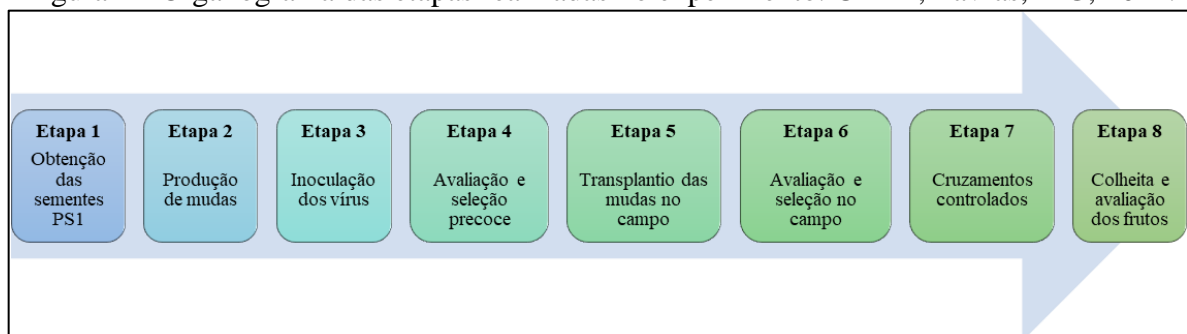 Etapa 1
Obtenção
das
sementes
PS1
Etapa 2
Produção
de mudas
Etapa 3
Inoculação
dos vírus
Etapa 4
Avaliação e
seleção
precoce
Etapa 5
Transplantio das
mudas no
campo
Etapa 6
Avaliação e
seleção no
campo
Etapa 7
Cruzamentos
controlados
Etapa 8
Colheita e
avaliação
dos frutos